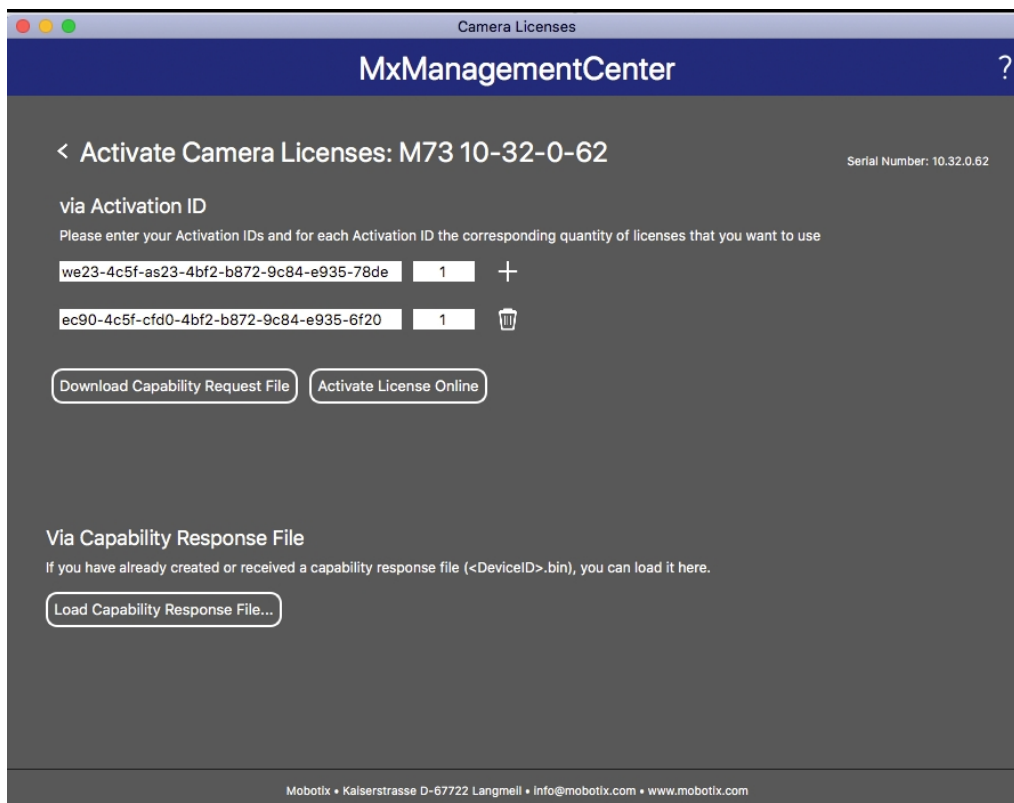 Camera Licenses
MxManagementCenter
?
< Activate Camera Licenses: M73 10-32-0-62
Serial Number: 10.32.0.62
via Activation ID
Please enter your Activation IDs and for each Activation ID the corresponding quantity of licenses that you want to use
we23-4c5f-as23-4bf2-b872-9c84-e935-78de 1 +
ec90-4c5f-cfd0-4bf2-b872-9c84-e935-6f20 1
Download Capability Request File
Activate License Online
Via Capability Response File
If you have already created or received a capability response file (<DeviceID>.bin), you can load it here.
Load Capability Response File...
Mobotix • Kaiserstrasse D-67722 Langmeil • info@mobotix.com • www.mobotix.com